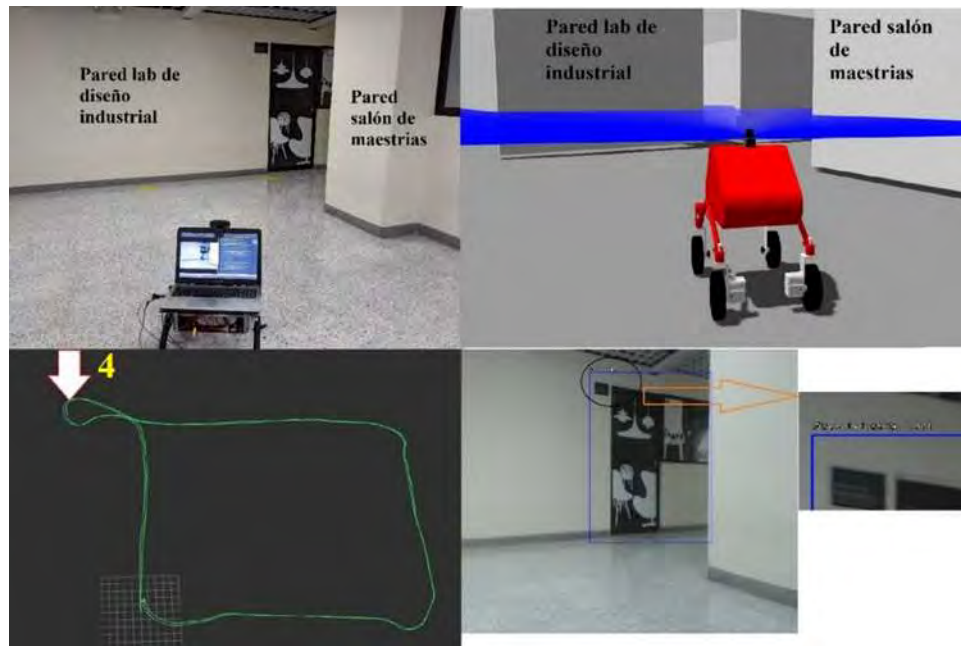 Pared lab de
diseño
industrial
Pared
salón de
maestrias
Pared lab de
diseño
industrial
Pared salón
de
maestrias
4